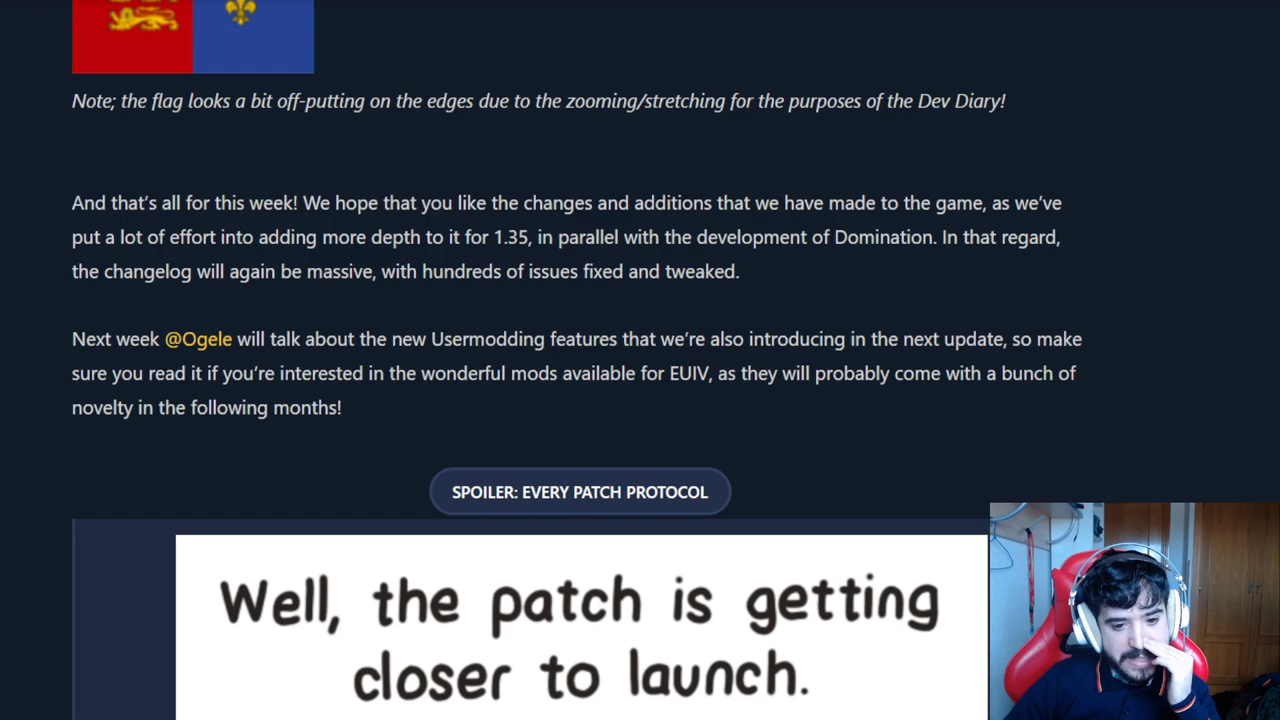 Note; the flag looks a bit off-putting on the edges due to the zooming/stretching for the purposes of the Dev Diary!
And that’s all for this week! We hope that you like the changes and additions that we have made to the game, as we’ve
put a lot of effort into adding more depth to it for 1.35, in parallel with the development of Domination. In that regard,
the changelog will again be massive, with hundreds of issues fixed and tweaked.
Next week @Ogele will talk about the new Usermodding features that we’re also introducing in the next update, so make
sure you read it if you’re interested in the wonderful mods available for EUIV, as they will probably come with a bunch of
novelty in the following months!
SPOILER: EVERY PATCH PROTOCOL
Well, the patch is getting
closer to launch.